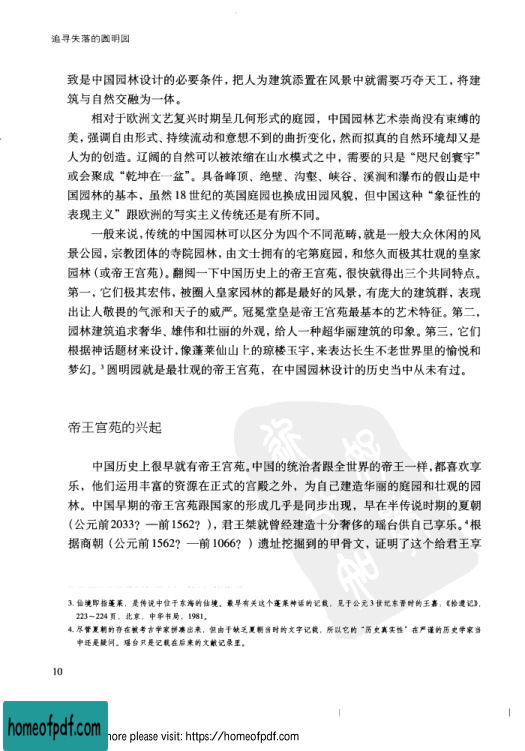 追寻失落的圆明园
致是中国园林设计的必要条件，把人为建筑添置在风景中就需要巧夺天工，将建
筑与自然交融为一体。
相对于欧洲文艺复兴时期呈几何形式的庭园，中国园林艺术崇尚没有束缚的
美，强调自由形式、持续流动和意想不到的曲折变化，然而拟真的自然环境却又是
人为的创造。辽阔的自然可以被浓缩在山水模式之中，需要的只是“咫尺创寰宇”
或会聚成“乾坤在一盆”。具备峰顶、绝壁、沟壑、峡谷、溪涧和瀑布的假山是中
国园林的基本，虽然 18 世纪的英国庭园也换成田园风貌，但中国这种“象征性的
表现主义”跟欧洲的写实主义传统还是有所不同。
一般来说，传统的中国园林可以区分为四个不同范畴，就是一般大众休闲的风
景公园，宗教团体的寺院园林，由文士拥有的宅第庭园，和悠久而极其壮观的皇家
园林（或帝王宫苑）。翻阅一下中国历史上的帝王宫苑，很快就得出三个共同特点。
第一，它们极其宏伟，被圈入皇家园林的都是最好的风景，有庞大的建筑群，表现
出让人敬畏的气派和天子的威严。冠冕堂皇是帝王宫苑最基本的艺术特征。第二，
园林建筑追求奢华、雄伟和壮丽的外观，给人一种超华丽建筑的印象。第三，它们
根据神话题材来设计，像蓬莱仙山上的琼楼玉宇，来表达长生不老世界里的愉悦和
梦幻。3 圆明园就是最壮观的帝王宫苑，在中国园林设计的历史当中从未有过。
帝王宫苑的兴起
中国历史上很早就有帝王宫苑。中国的统治者跟全世界的帝王一样，都喜欢享
乐，他们运用丰富的资源在正式的宫殿之外，为自己建造华丽的庭园和壮观的园
林。中国早期的帝王宫苑跟国家的形成几乎是同步出现，早在半传说时期的夏朝
（公元前2033？—前1562？），君王桀就曾经建造十分奢侈的瑶台供自己享乐。4根
据商朝（公元前1562？—前1066？）遗址挖掘到的甲骨文，证明了这个给君王享
3. 仙境即指蓬莱，是传说中位于东海的仙境。最早有关这个蓬莱神话的记载，见于公元3世纪东晋时的王嘉，《拾遗记》，
223～224页，北京，中华书局，1981。
4. 尽管夏朝的存在被考古学家拼凑出来，但由于缺乏夏朝当时的文字记载，所以它的“历史真实性”在严谨的历史学家当
中还是疑问。瑶台只是记载在后来的文献记录里。
10
homeofpdf.com
more please visit: https://homeofpdf.com